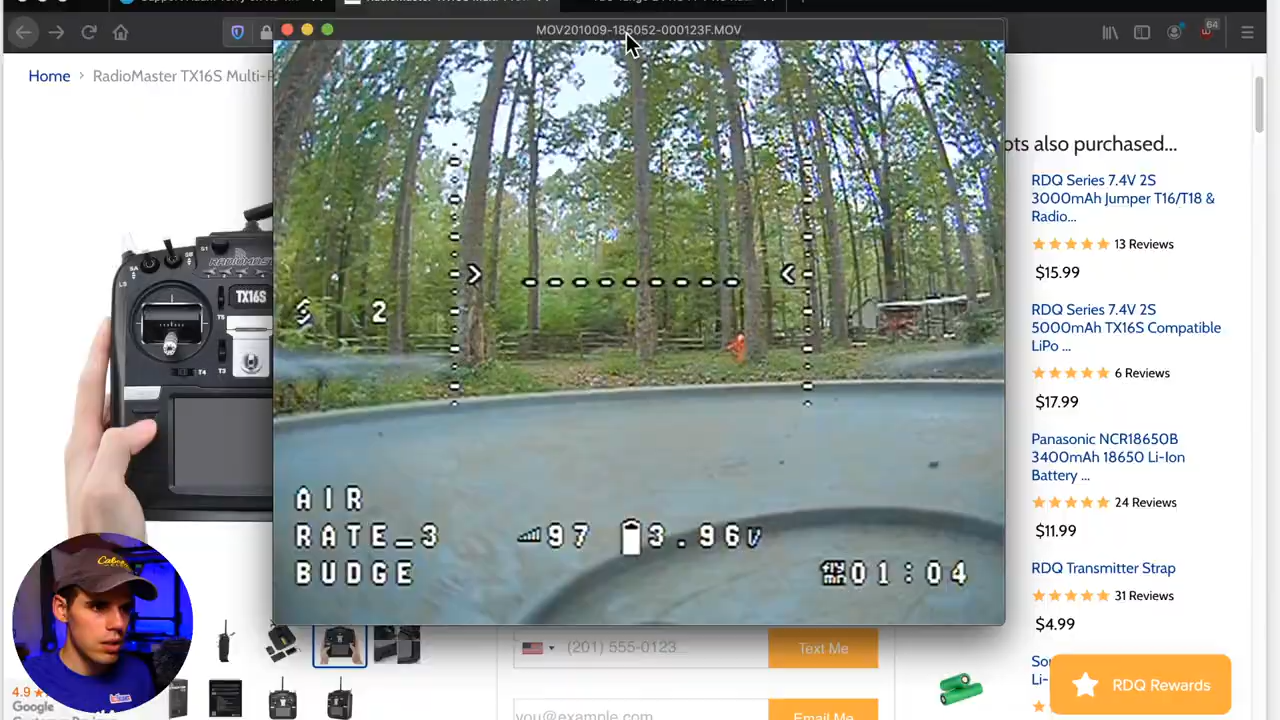 MOV201009-185052-000123F.MOV
64
Home > RadioMaster TX16S Multi-
ots also purchased...
RDQ Series 7.4V 2S
3000mAh Jumper T16/T18 &
Radio...
13 Reviews
$15.99
RDQ Series 7.4V 2S
5000mAh TX16S Compatible
LiPo ...
6 Reviews
$17.99
Panasonic NCR18650B
3400mAh 18650 Li-Ion
Battery ...
24 Reviews
$11.99
RDQ Transmitter Strap
31 Reviews
$4.99
TX16S
2
AIR
RATE_3
97
3.96V
BUDGE
01:04
(201) 555-0123
Text Me
you@example.com
Email Me
4.9
Google
RDQ Rewards